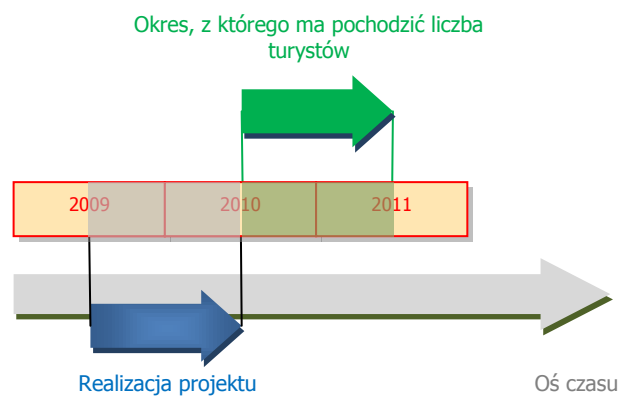 Okres, z którego ma pochodzić liczba
turystów
2009
2010
2011
Realizacja projektu
Oś czasu